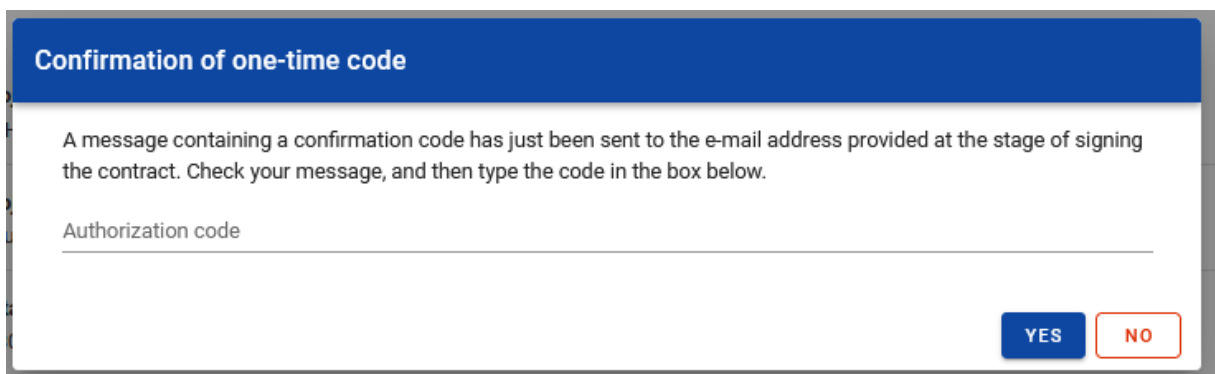 Confirmation of one-time code
A message containing a confirmation code has just been sent to the e-mail address provided at the stage of signing
the contract. Check your message, and then type the code in the box below.
Authorization code
YES NO